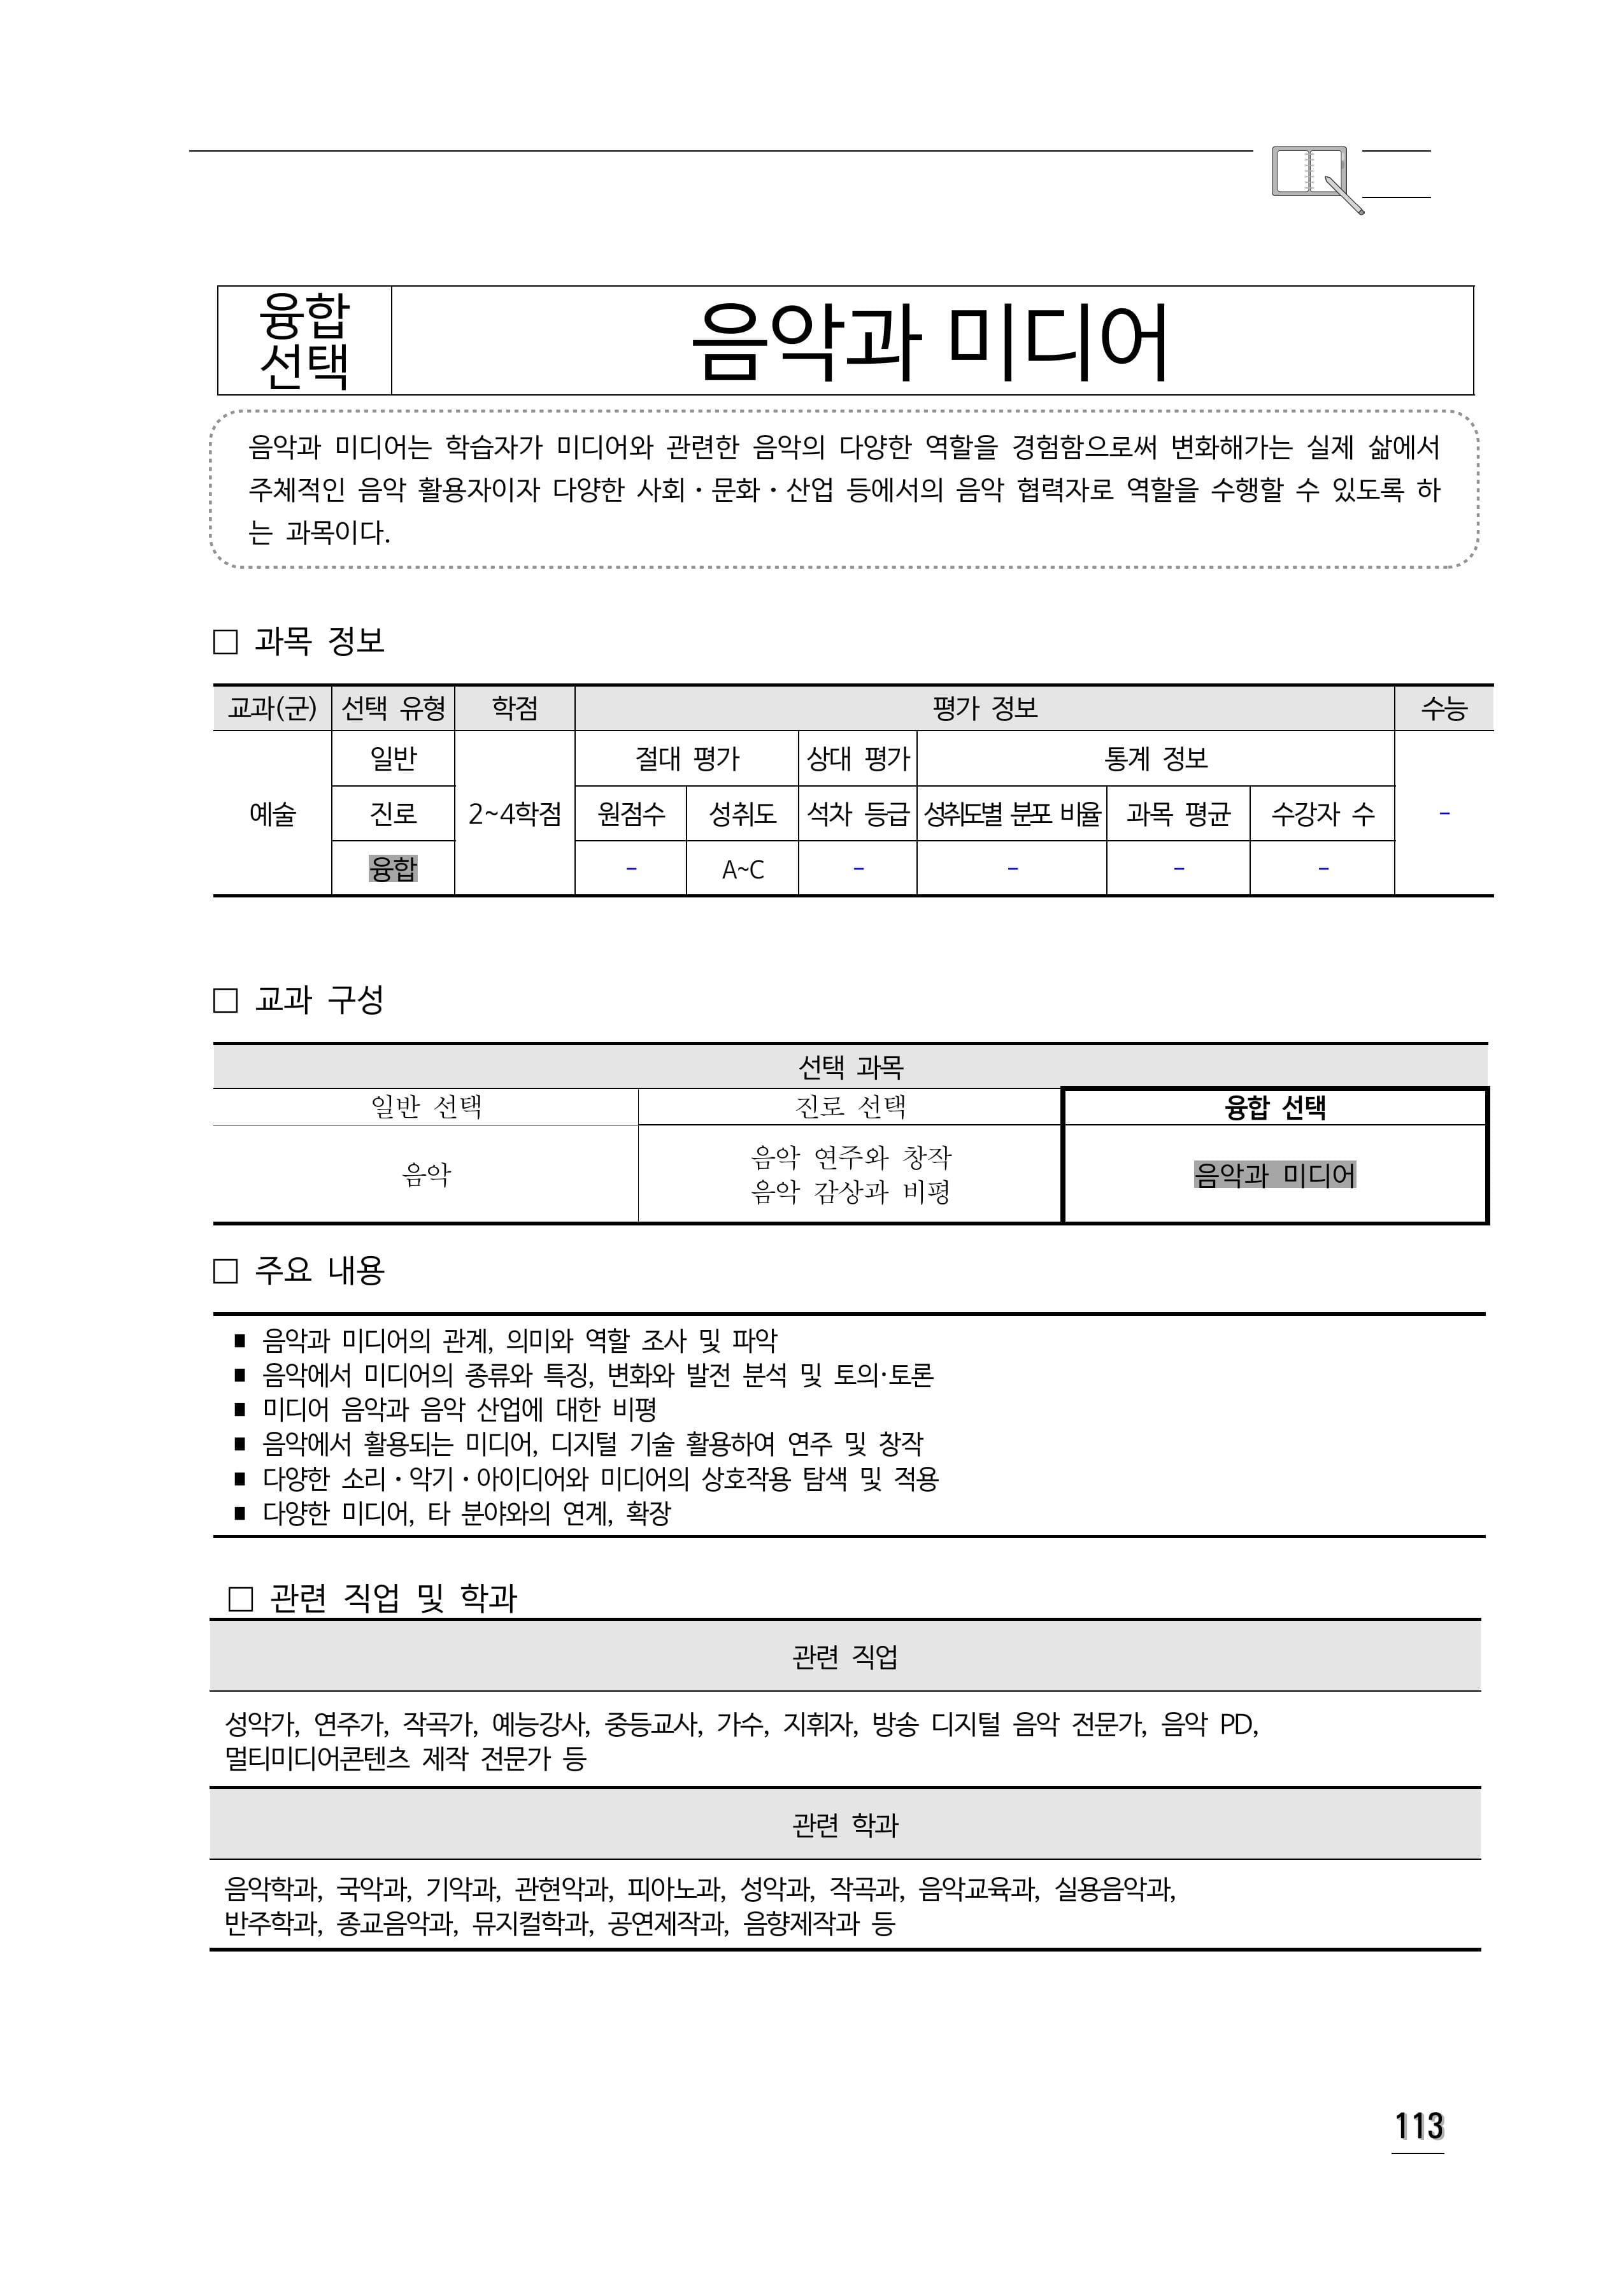 융합
선택
음악과 미디어
음악과 미디어는 학습자가 미디어와 관련한 음악의 다양한 역할을 경험함으로써 변화해가는 실제 삶에서
주체적인 음악 활용자이자 다양한 사회・문화・산업 등에서의 음악 협력자로 역할을 수행할 수 있도록 하
는 과목이다.
□ 과목 정보
교과(군) 선택 유형 학점 평가 정보 수능
일반 절대 평가 상대 평가 통계 정보
예술 진로 2~4학점 원점수 성취도 석차 등급 성취도별 분포 비율 과목 평균 수강자 수 -
융합 - A~C - - - -
□ 교과 구성
선택 과목
일반 선택 진로 선택 융합 선택
음악 음악 연주와 창작 음악과 미디어
음악 감상과 비평
□ 주요 내용
■ 음악과 미디어의 관계, 의미와 역할 조사 및 파악
■ 음악에서 미디어의 종류와 특징, 변화와 발전 분석 및 토의·토론
■ 미디어 음악과 음악 산업에 대한 비평
■ 음악에서 활용되는 미디어, 디지털 기술 활용하여 연주 및 창작
■ 다양한 소리・악기・아이디어와 미디어의 상호작용 탐색 및 적용
■ 다양한 미디어, 타 분야와의 연계, 확장
□ 관련 직업 및 학과
관련 직업
성악가, 연주가, 작곡가, 예능강사, 중등교사, 가수, 지휘자, 방송 디지털 음악 전문가, 음악 PD,
멀티미디어콘텐츠 제작 전문가 등
관련 학과
음악학과, 국악과, 기악과, 관현악과, 피아노과, 성악과, 작곡과, 음악교육과, 실용음악과,
반주학과, 종교음악과, 뮤지컬학과, 공연제작과, 음향제작과 등
113